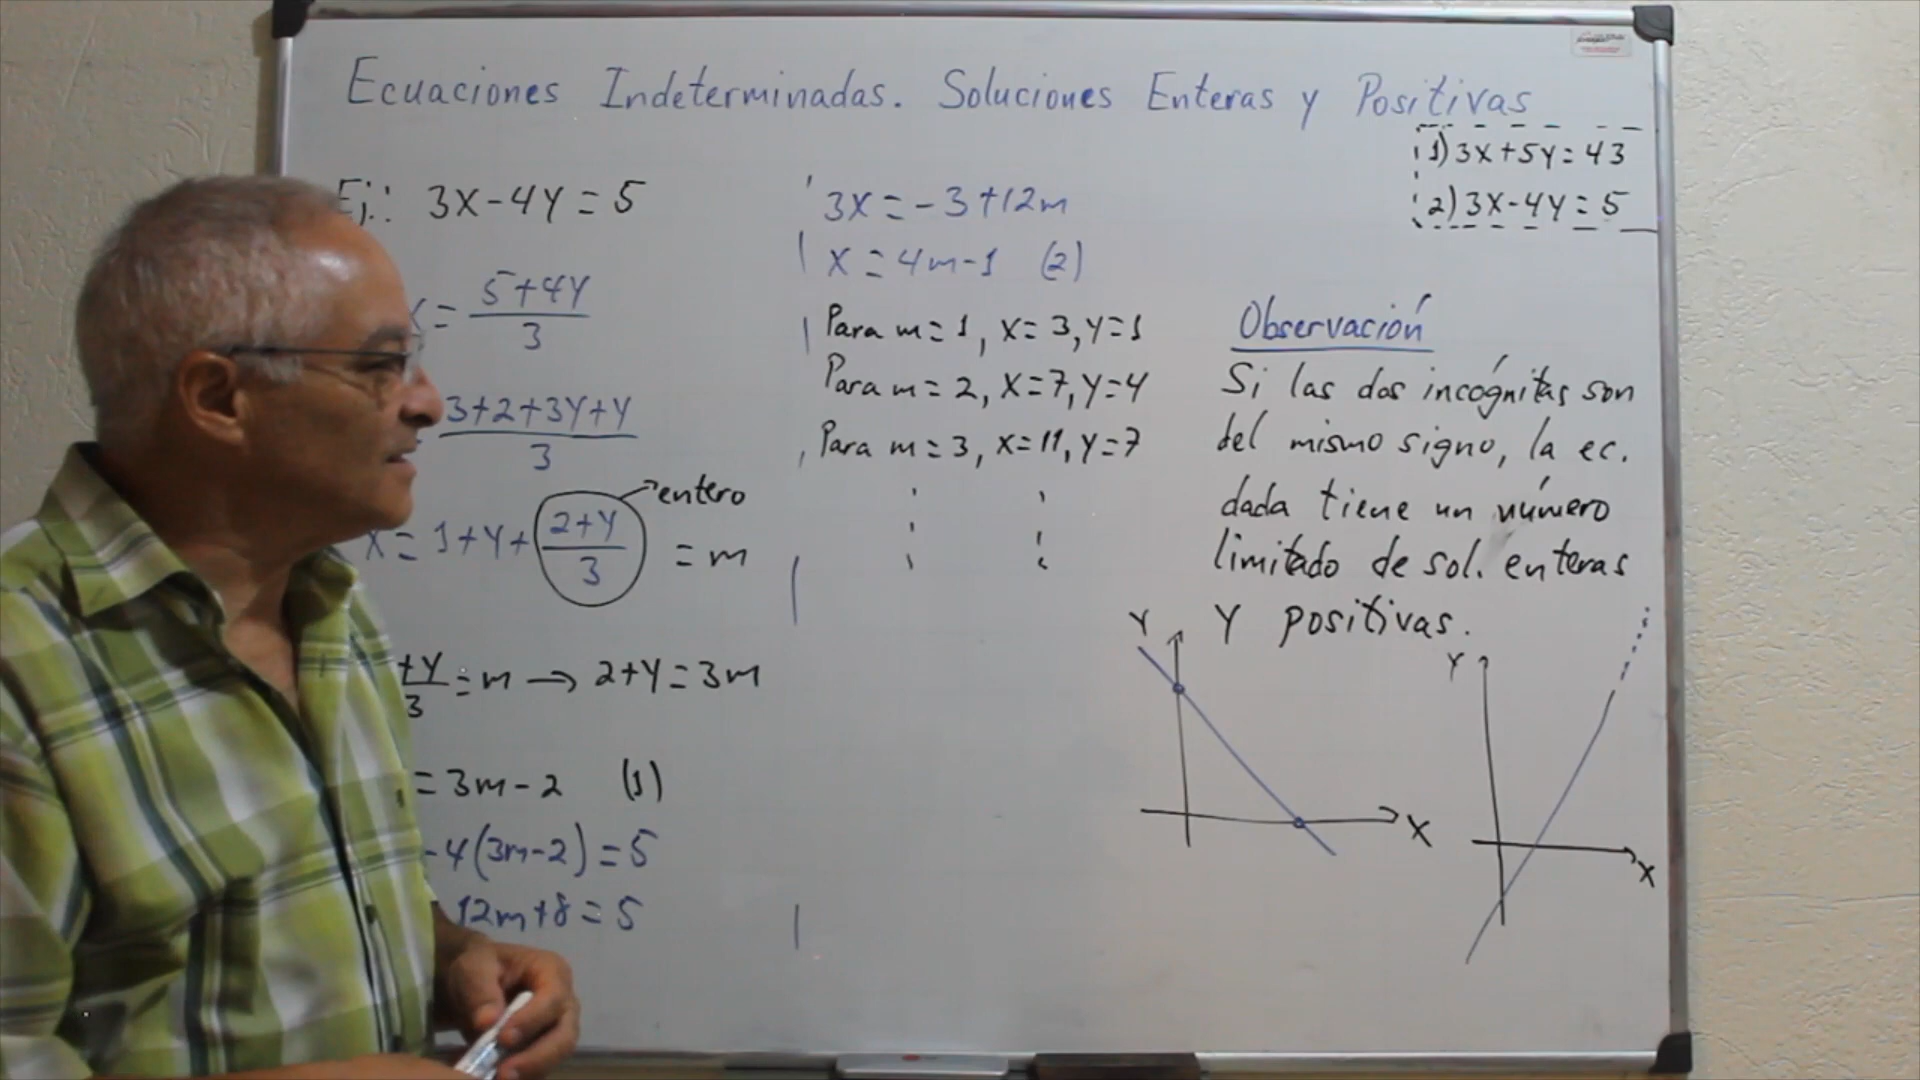 Ecuaciones Indeterminadas. Soluciones Enteras y Positivas
1) 3X+5Y=43
2) 3X-4Y=5
Ej.: 3X-4Y=5
X = (5+4Y)/3
= (3+2+3Y+Y)/3
X = 1+Y+ (2+Y)/3 = m
entero
+Y/3 = m → 2+Y=3m
= 3m-2 (1)
-4(3m-2)=5
12m+8=5
3X=-3+12m
X=4m-1 (2)
Para m=1, X=3, Y=1
Para m=2, X=7, Y=4
Para m=3, X=11, Y=7
Observación
Si las dos incógnitas son
del mismo signo, la ec.
dada tiene un número
limitado de sol. enteras
Y positivas.
Y
X
Y
X